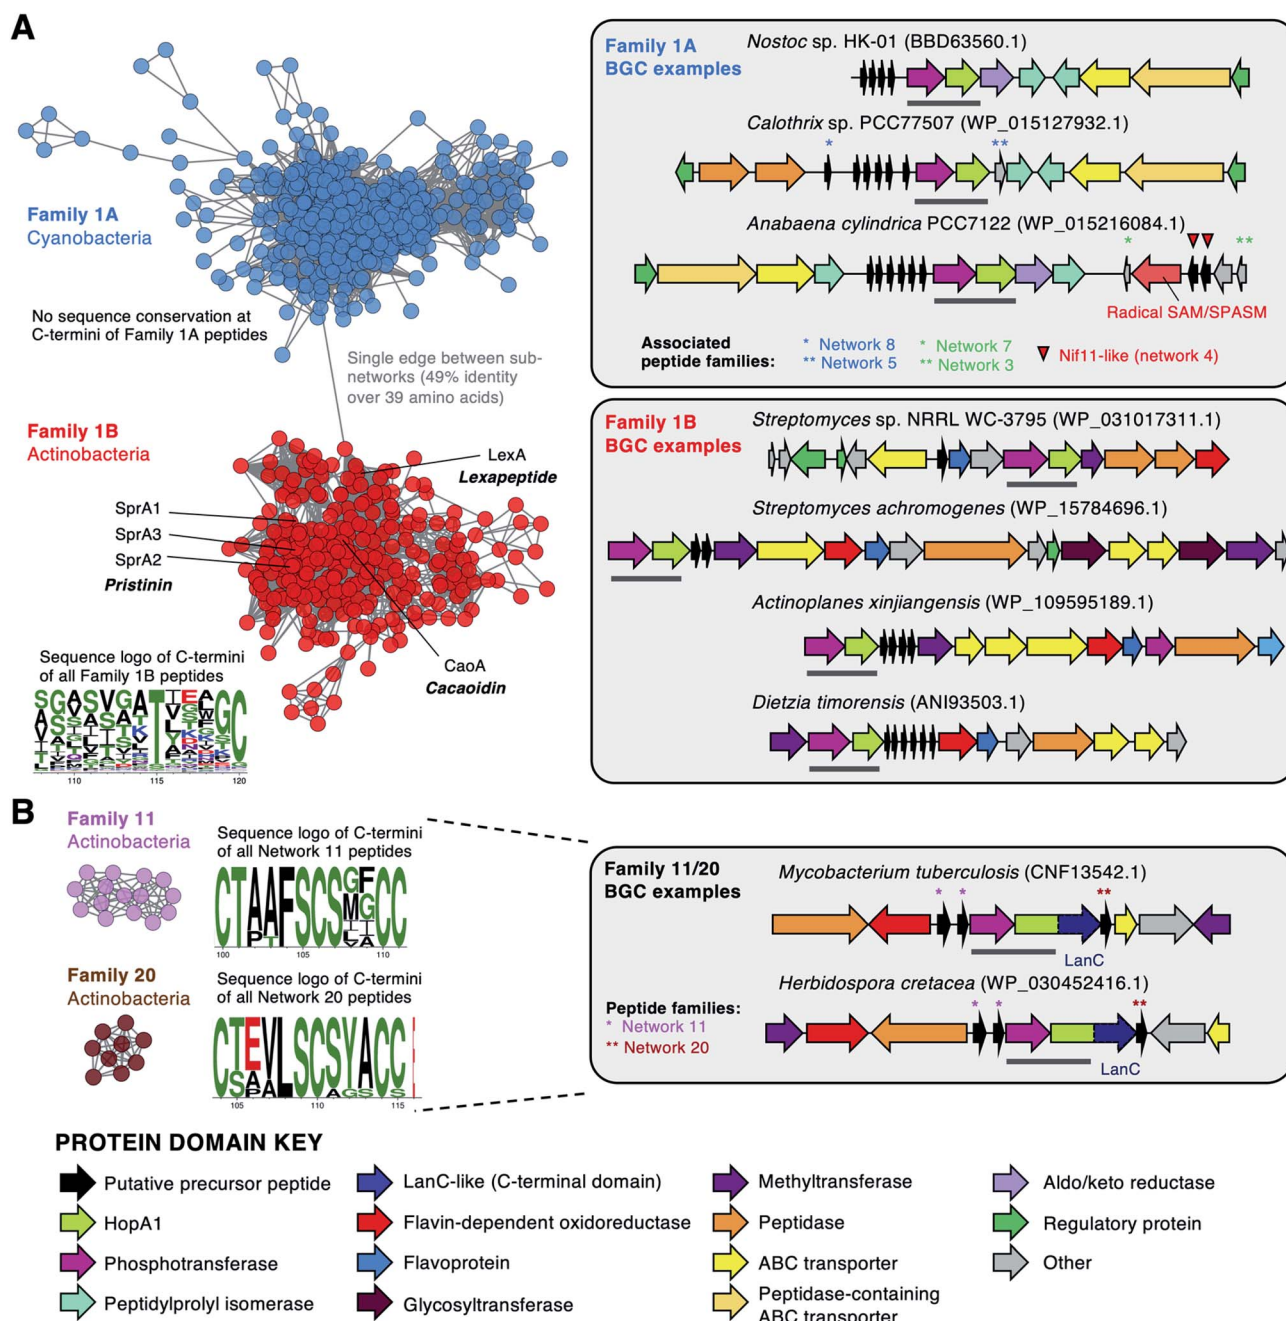 A
Family 1A
Cyanobacteria
No sequence conservation at
C-termini of Family 1A peptides
Single edge between sub-
networks (49% identity
over 39 amino acids)
Family 1B
Actinobacteria
LexA
Lexapeptide
SprA1
SprA3
SprA2
Pristinin
CaoA
Cacaoidin
Sequence logo of C-termini
of all Family 1B peptides
110 115 120
Family 1A
BGC examples
Nostoc sp. HK-01 (BBD63560.1)
Calothrix sp. PCC77507 (WP_015127932.1)
* **
Anabaena cylindrica PCC7122 (WP_015216084.1)
* **
Radical SAM/SPASM
Associated
peptide families:
* Network 8
** Network 5
* Network 7
** Network 3
Nif11-like (network 4)
Family 1B
BGC examples
Streptomyces sp. NRRL WC-3795 (WP_031017311.1)
Streptomyces achromogenes (WP_15784696.1)
Actinoplanes xinjiangensis (WP_109595189.1)
Dietzia timorensis (ANI93503.1)
B
Family 11
Actinobacteria
Sequence logo of C-termini
of all Network 11 peptides
CTAAFSCSGFCC
100 105 110
Family 20
Actinobacteria
Sequence logo of C-termini
of all Network 20 peptides
CTEVLSCSYACC
105 110 115
Family 11/20
BGC examples
Mycobacterium tuberculosis (CNF13542.1)
* * **
LanC
Herbidospora cretacea (WP_030452416.1)
* * **
LanC
Peptide families:
* Network 11
** Network 20
PROTEIN DOMAIN KEY
Putative precursor peptide
HopA1
Phosphotransferase
Peptidylprolyl isomerase
LanC-like (C-terminal domain)
Flavin-dependent oxidoreductase
Flavoprotein
Glycosyltransferase
Methyltransferase
Peptidase
ABC transporter
Peptidase-containing
ABC transporter
Aldo/keto reductase
Regulatory protein
Other